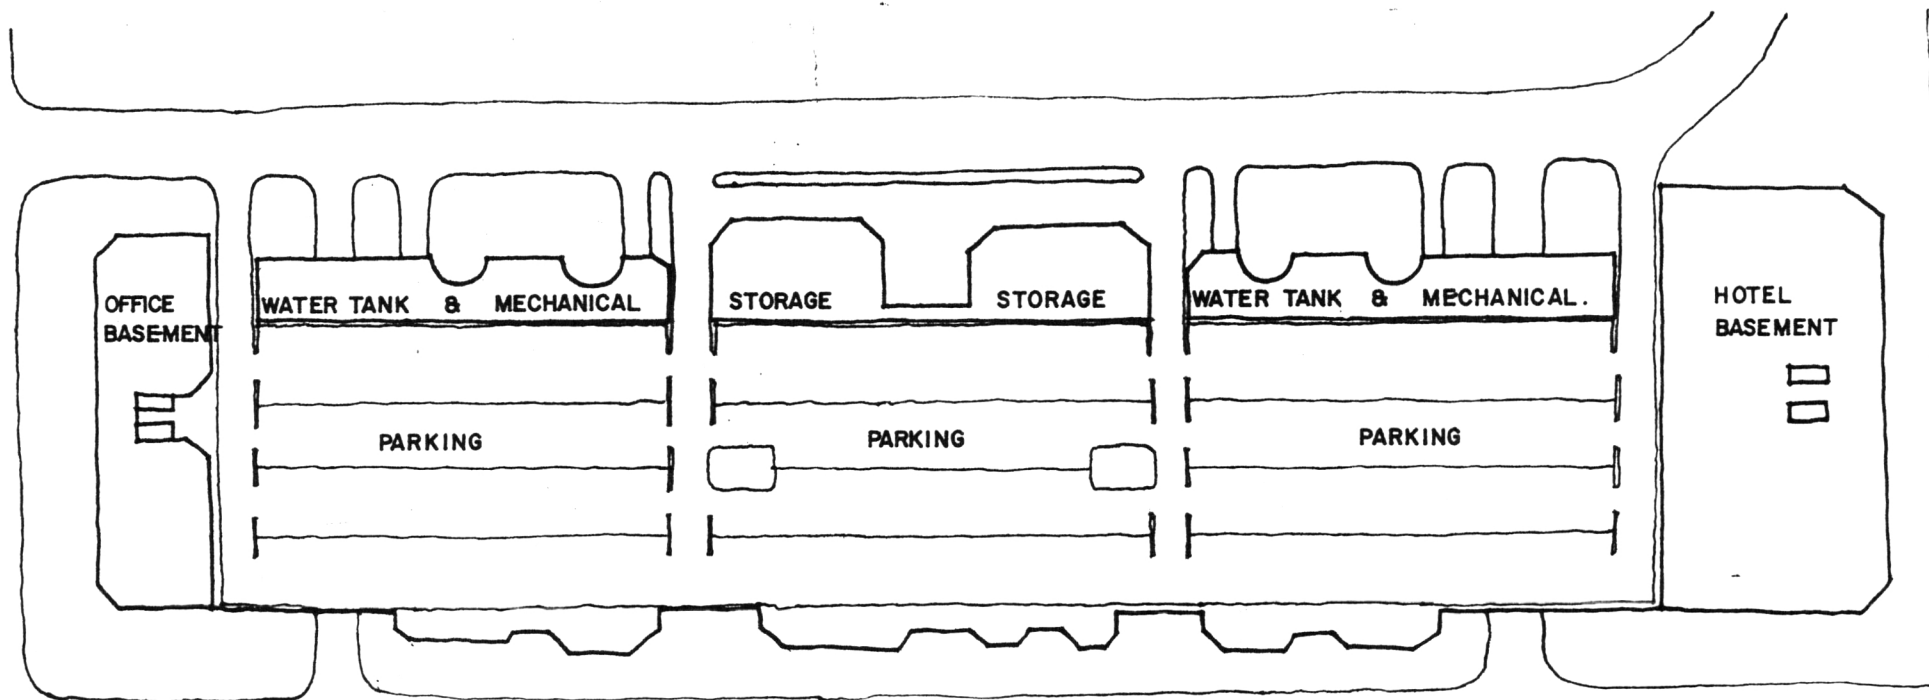 OFFICE
BASEMENT
WATER TANK & MECHANICAL
STORAGE
STORAGE
WATER TANK & MECHANICAL.
HOTEL
BASEMENT
PARKING
PARKING
PARKING